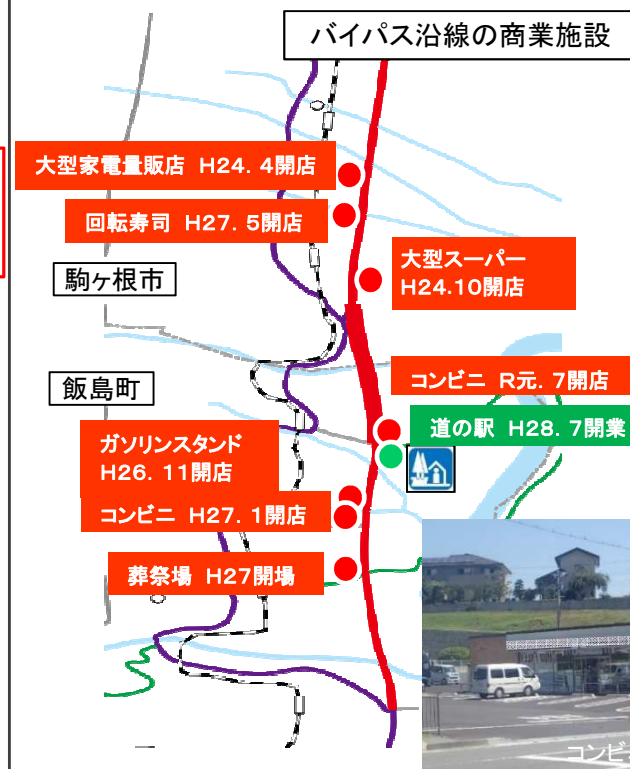 バイパス沿線の商業施設
大型家電量販店 H24. 4開店
回転寿司 H27. 5開店
大型スーパー
H24.10開店
駒ヶ根市
飯島町
コンビニ R元. 7開店
道の駅 H28. 7開業
ガソリンスタンド
H26. 11開店
コンビニ H27. 1開店
葬祭場 H27開場
コンビ